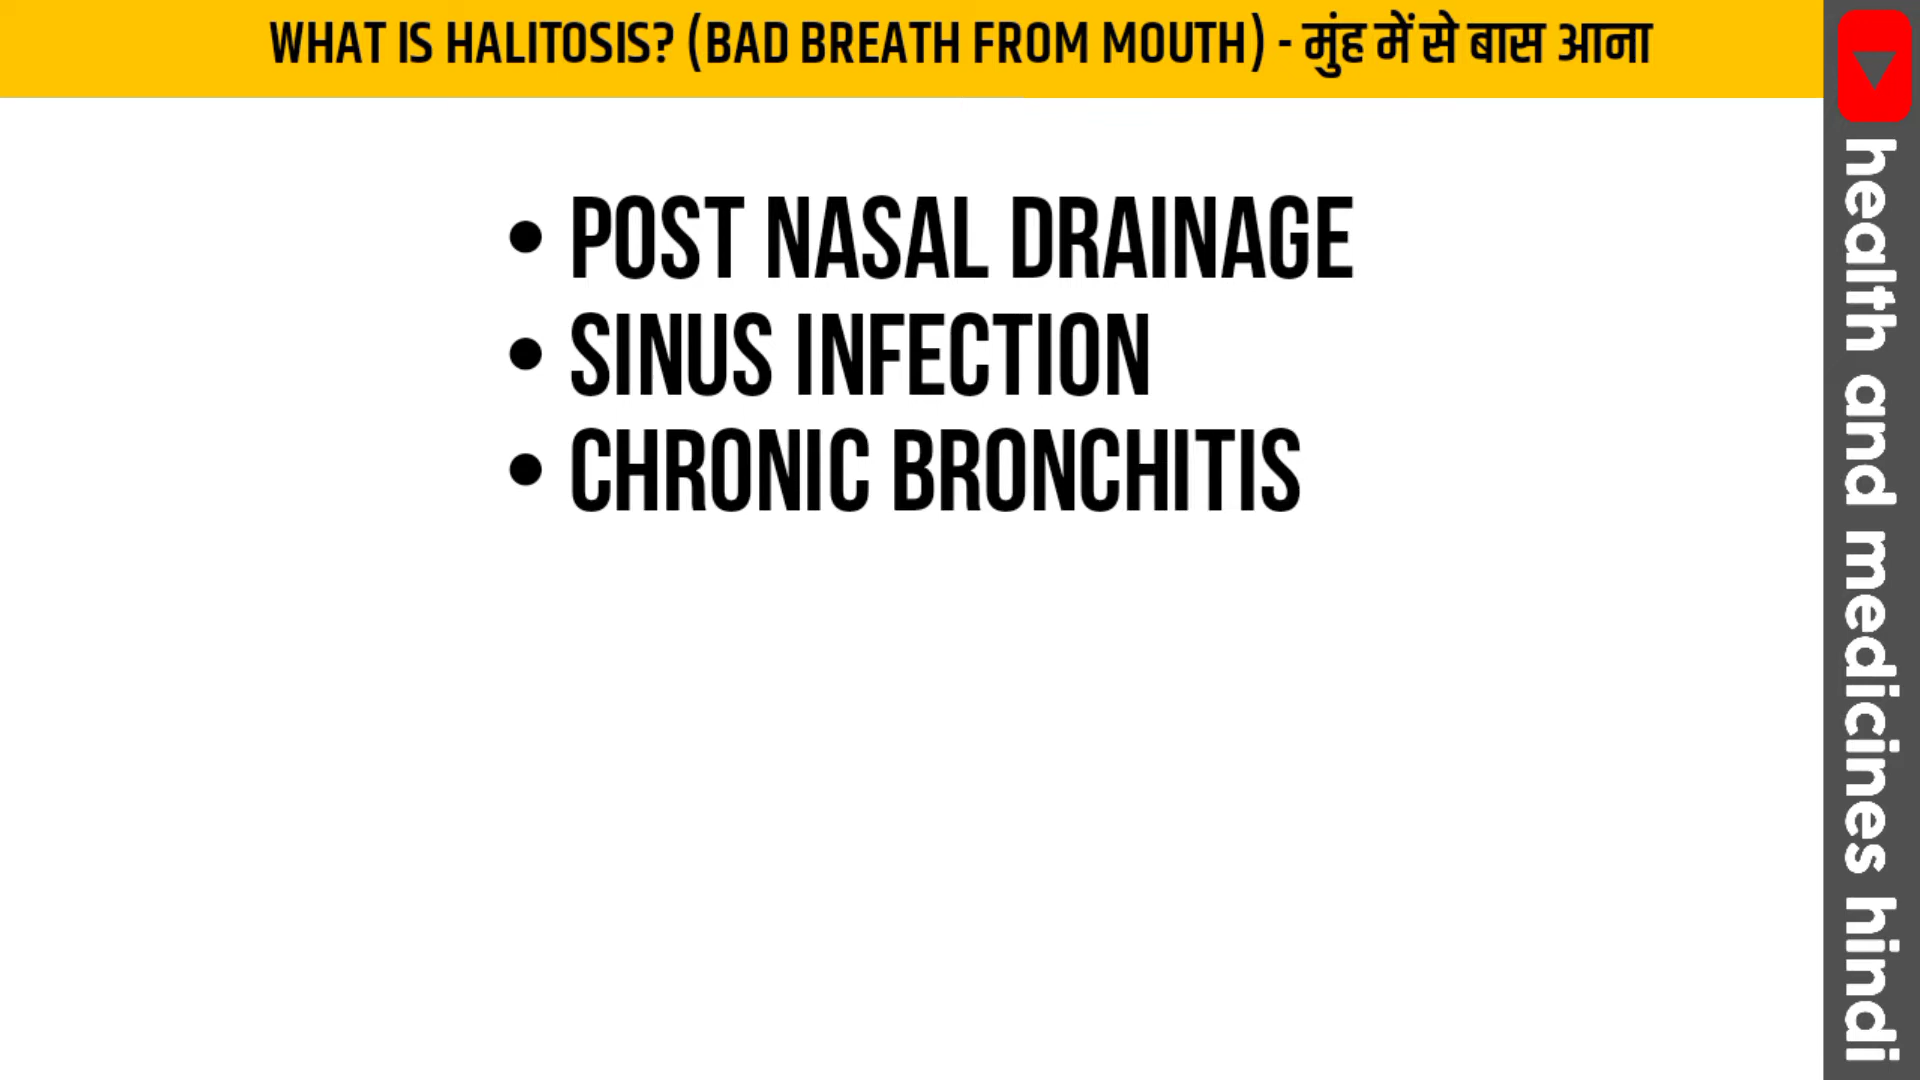 WHAT IS HALITOSIS? (BAD BREATH FROM MOUTH) - मुंह में से बास आना
• POST NASAL DRAINAGE
• SINUS INFECTION
• CHRONIC BRONCHITIS
health and medicines hindi